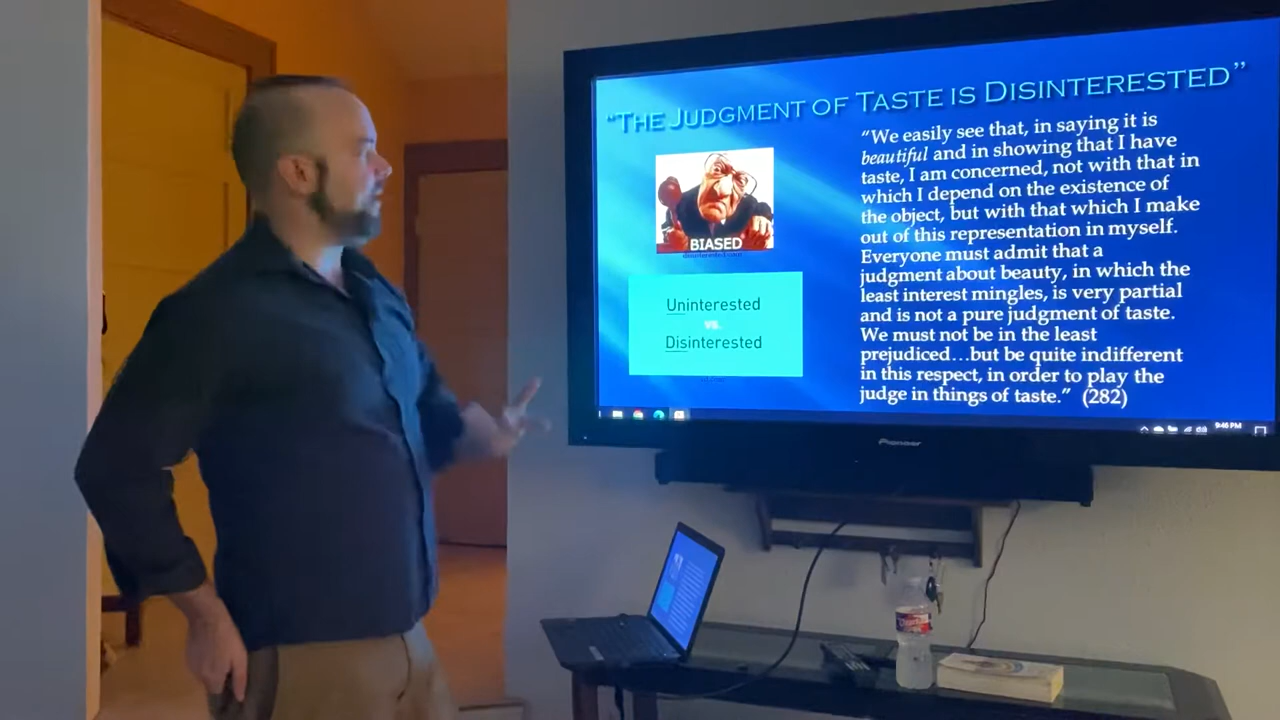 “The Judgment of Taste is Disinterested”
“We easily see that, in saying it is
beautiful and in showing that I have
taste, I am concerned, not with that in
which I depend on the existence of
the object, but with that which I make
out of this representation in myself.
Everyone must admit that a
judgment about beauty, in which the
least interest mingles, is very partial
and is not a pure judgment of taste.
We must not be in the least
prejudiced…but be quite indifferent
in this respect, in order to play the
judge in things of taste.” (282)
BIASED
Uninterested
vs.
Disinterested
9:46 PM
Pioneer